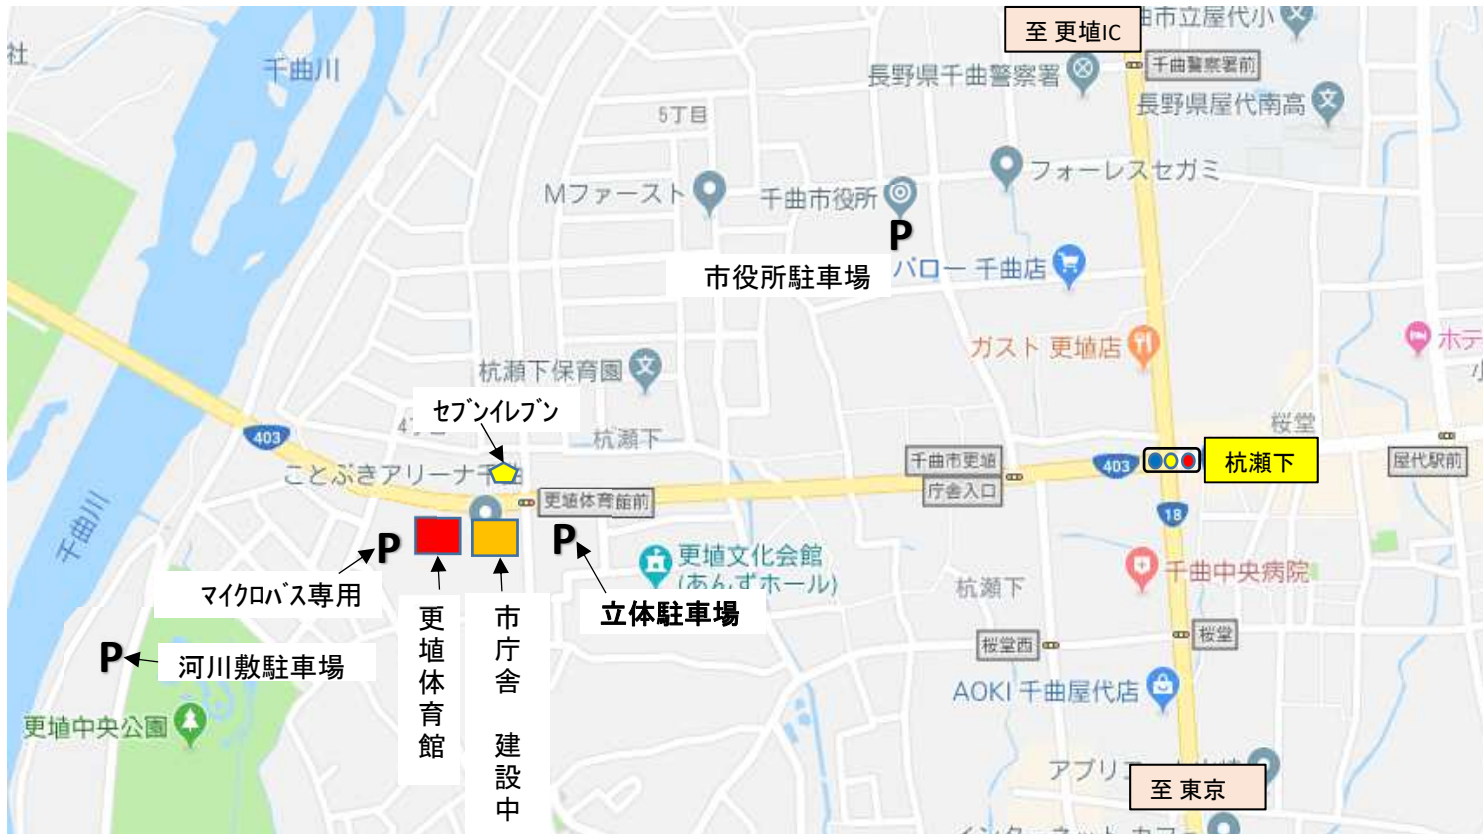 至 更埴IC
曲市立屋代小
社
千曲川
千曲警察署前
長野県千曲警察署
長野県屋代南高
5丁目
フォーレスセガミ
Mファースト
千曲市役所
P
市役所駐車場
バロー 千曲店
ガスト 更埴店
ホテ
杭瀬下保育園
セブンイレブン
杭瀬下
桜堂
403
千曲市更埴
庁舎入口
403
杭瀬下
屋代駅前
ことぶきアリーナ千曲
更埴体育館前
18
千曲川
P
P
更埴文化会館
(あんずホール)
千曲中央病院
杭瀬下
マイクロバス専用
更埴体育館
市庁舎 建設中
立体駐車場
桜堂西
桜堂
P
河川敷駐車場
AOKI 千曲屋代店
更埴中央公園
アプリ
至 東京